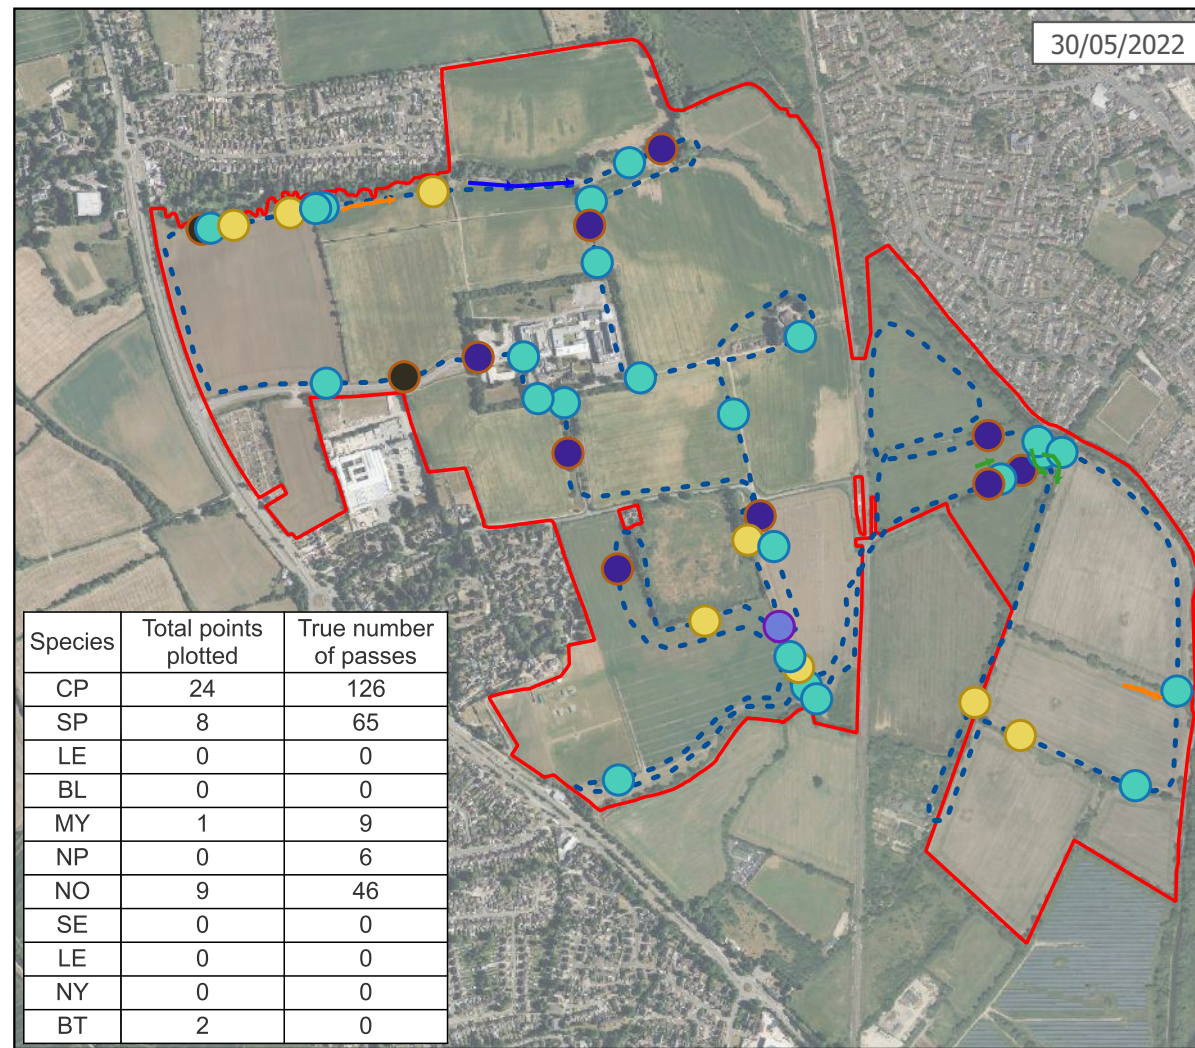 30/05/2022
Species Total points plotted True number of passes
CP 24 126
SP 8 65
LE 0 0
BL 0 0
MY 1 9
NP 0 6
NO 9 46
SE 0 0
LE 0 0
NY 0 0
BT 2 0